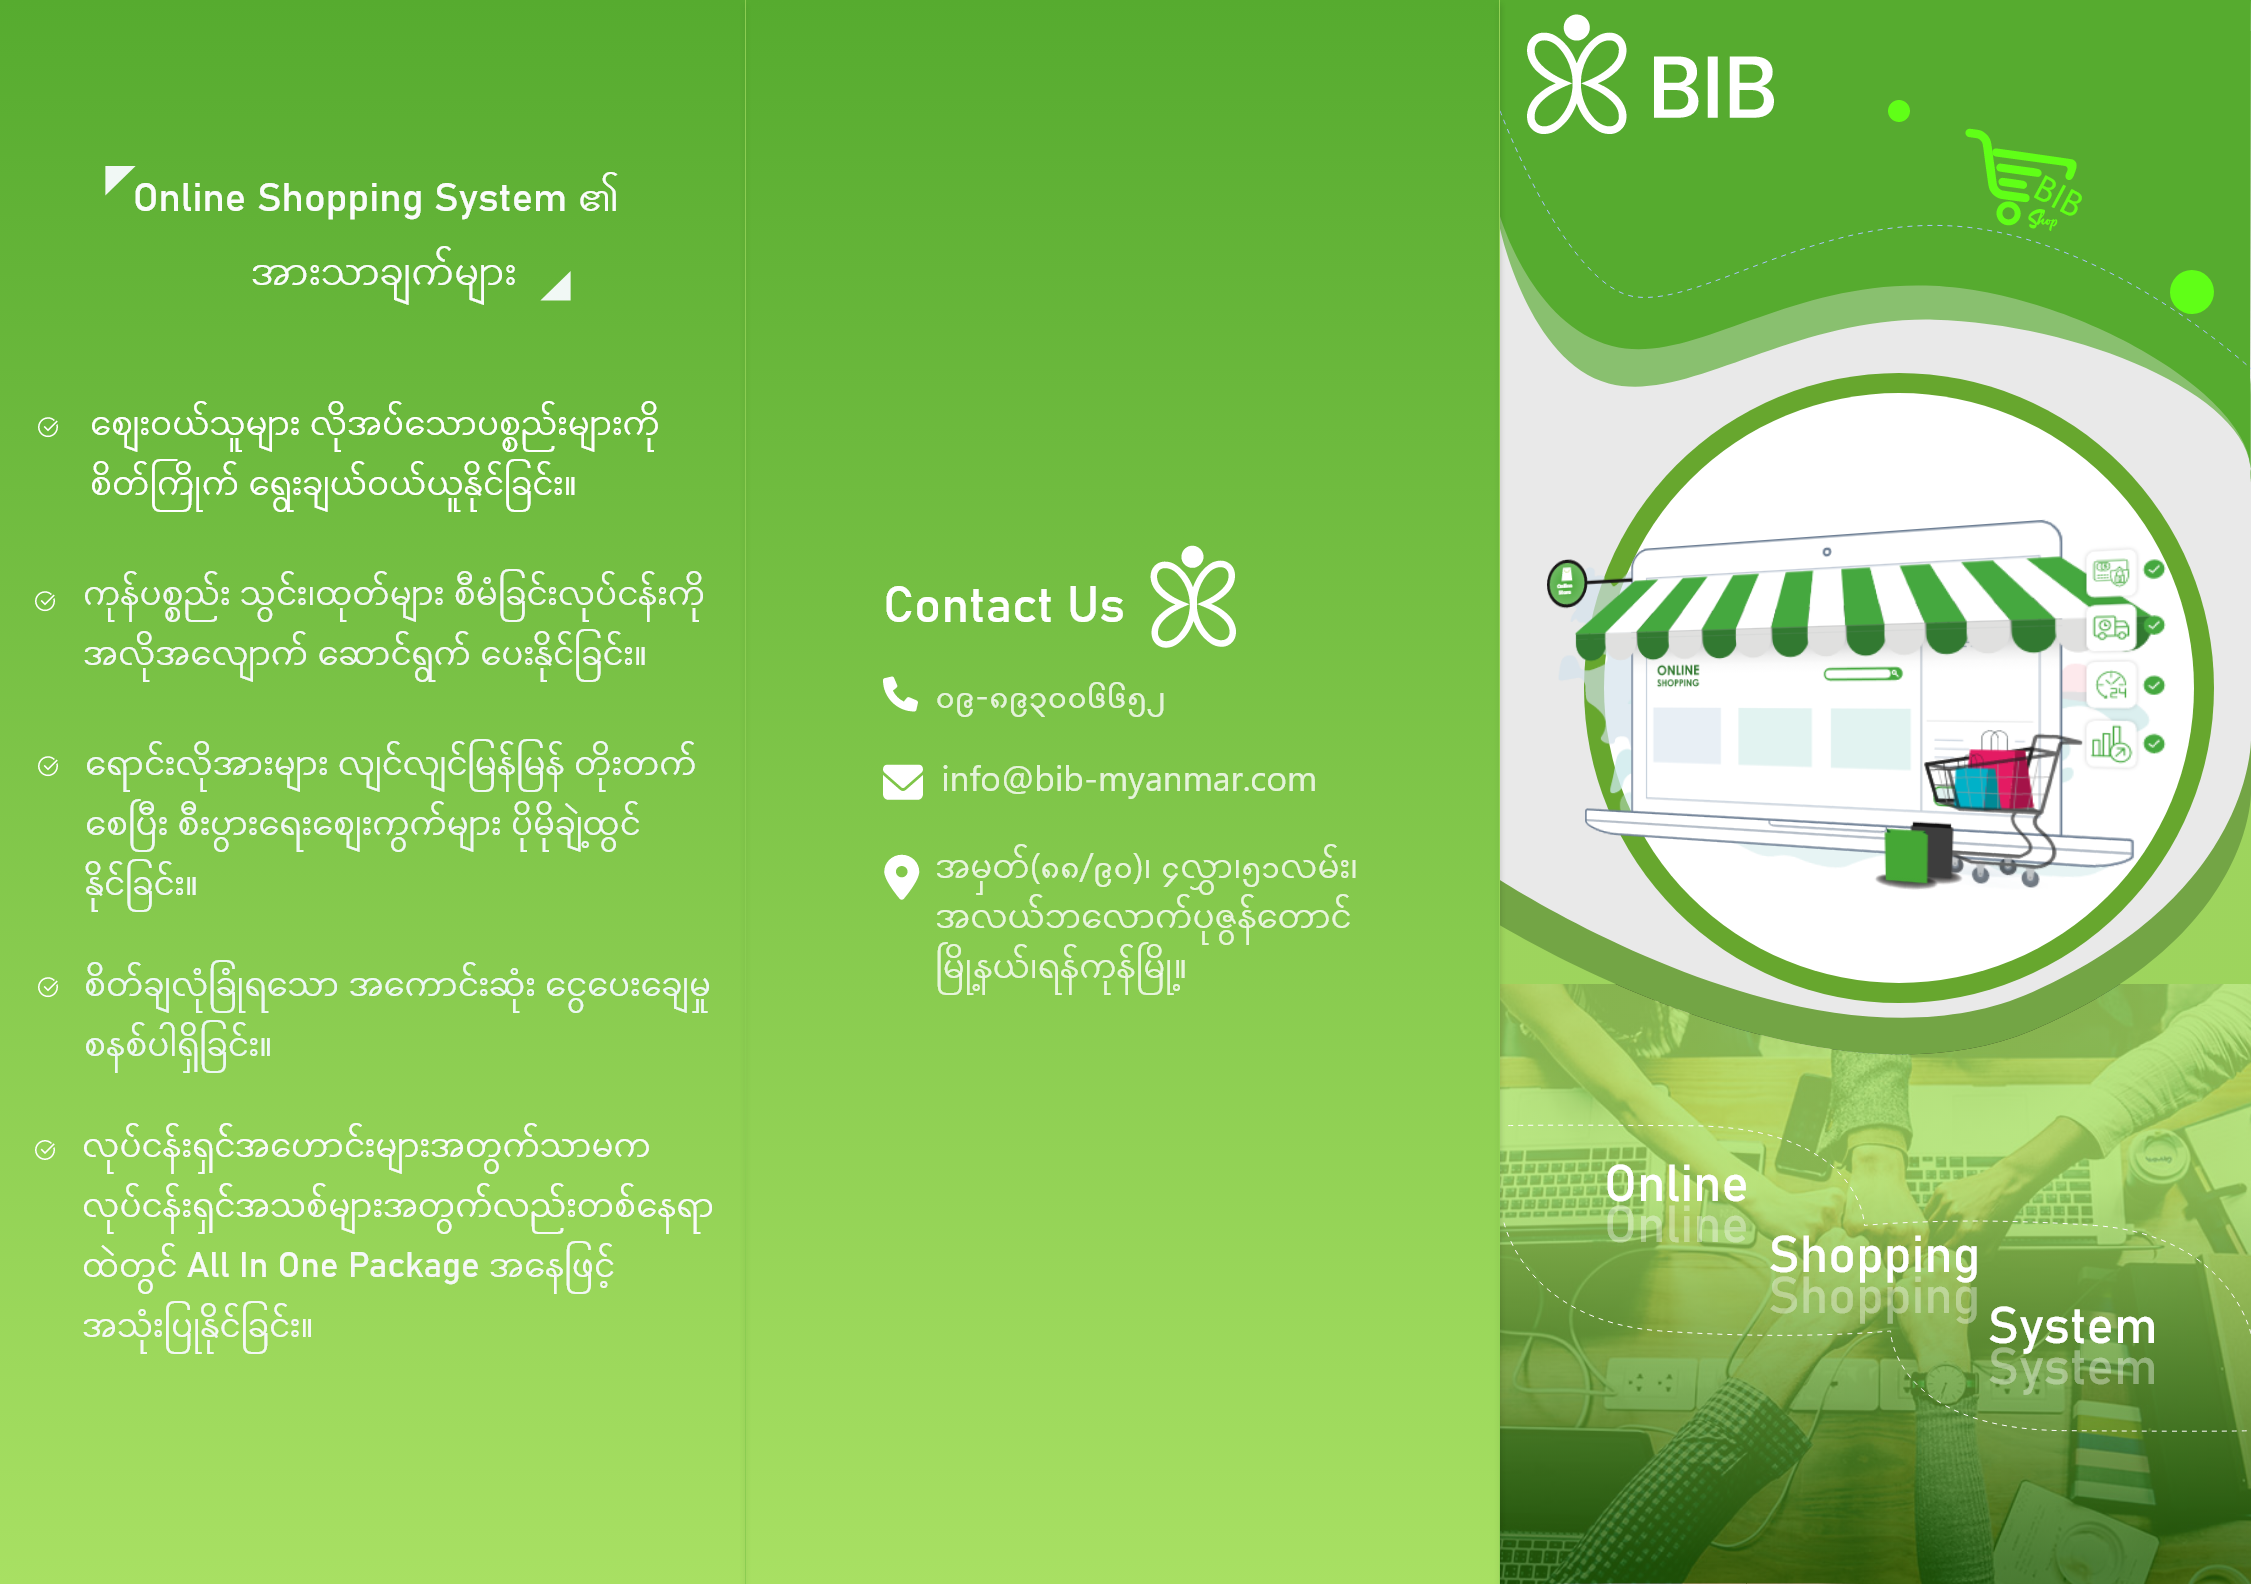 Online Shopping System ၏
အားသာချက်များ
ဈေးဝယ်သူများ လိုအပ်သောပစ္စည်းများကို
စိတ်ကြိုက် ရွေးချယ်ဝယ်ယူနိုင်ခြင်း။
ကုန်ပစ္စည်း သွင်း၊ထုတ်များ စီမံခြင်းလုပ်ငန်းကို
အလိုအလျောက် ဆောင်ရွက် ပေးနိုင်ခြင်း။
ရောင်းလိုအားများ လျင်လျင်မြန်မြန် တိုးတက်
စေပြီး စီးပွားရေးဈေးကွက်များ ပိုမိုချဲ့ထွင်
နိုင်ခြင်း။
စိတ်ချလုံခြုံရသော အကောင်းဆုံး ငွေပေးချေမှု
စနစ်ပါရှိခြင်း။
လုပ်ငန်းရှင်အဟောင်းများအတွက်သာမက
လုပ်ငန်းရှင်အသစ်များအတွက်လည်းတစ်နေရာ
ထဲတွင် All In One Package အနေဖြင့်
အသုံးပြုနိုင်ခြင်း။
Contact Us
၀၉-၈၉၃၀၀၆၆၅၂
info@bib-myanmar.com
အမှတ်(၈၈/၉၀)၊ ၄လွှာ၊၅၁လမ်း၊
အလယ်ဘလောက်ပုဇွန်တောင်
မြို့နယ်၊ရန်ကုန်မြို့။
BIB
BIB
Shop
Online
Store
ONLINE
SHOPPING
24
Online
Online
Shopping
Shopping
System
System